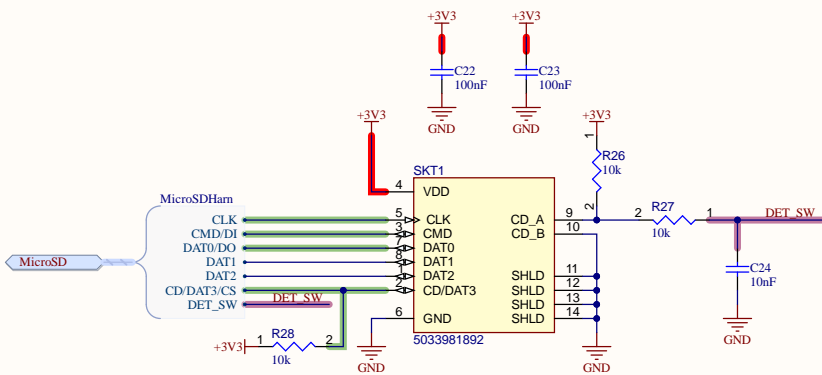 +3V3
+3V3
C22
100nF
C23
100nF
GND
GND
+3V3
+3V3
SKT1
R26
10k
1
2
MicroSDHarn
4
VDD
CLK
5
CLK
CD_A
9
2
R27
1
DET_SW
10k
CMD/DI
3
CMD
CD_B
10
DAT0/DO
7
DAT0
DAT1
8
DAT1
MicroSD
DAT2
1
DAT2
SHLD
11
C24
10nF
CD/DAT3/CS
2
CD/DAT3
SHLD
12
DET_SW
DET_SW
SHLD
13
6
GND
SHLD
14
GND
+3V3
1
R28
2
10k
5033981892
GND
GND